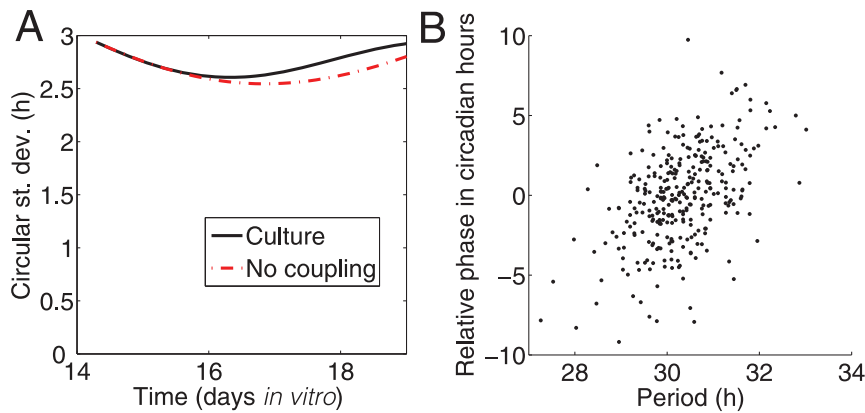 A
Circular st. dev. (h)
3
2.5
2
1.5
1
0.5
0
14
16
18
Time (days in vitro)
Culture
No coupling
B
Relative phase in circadian hours
10
5
0
−5
−10
28
30
32
34
Period (h)